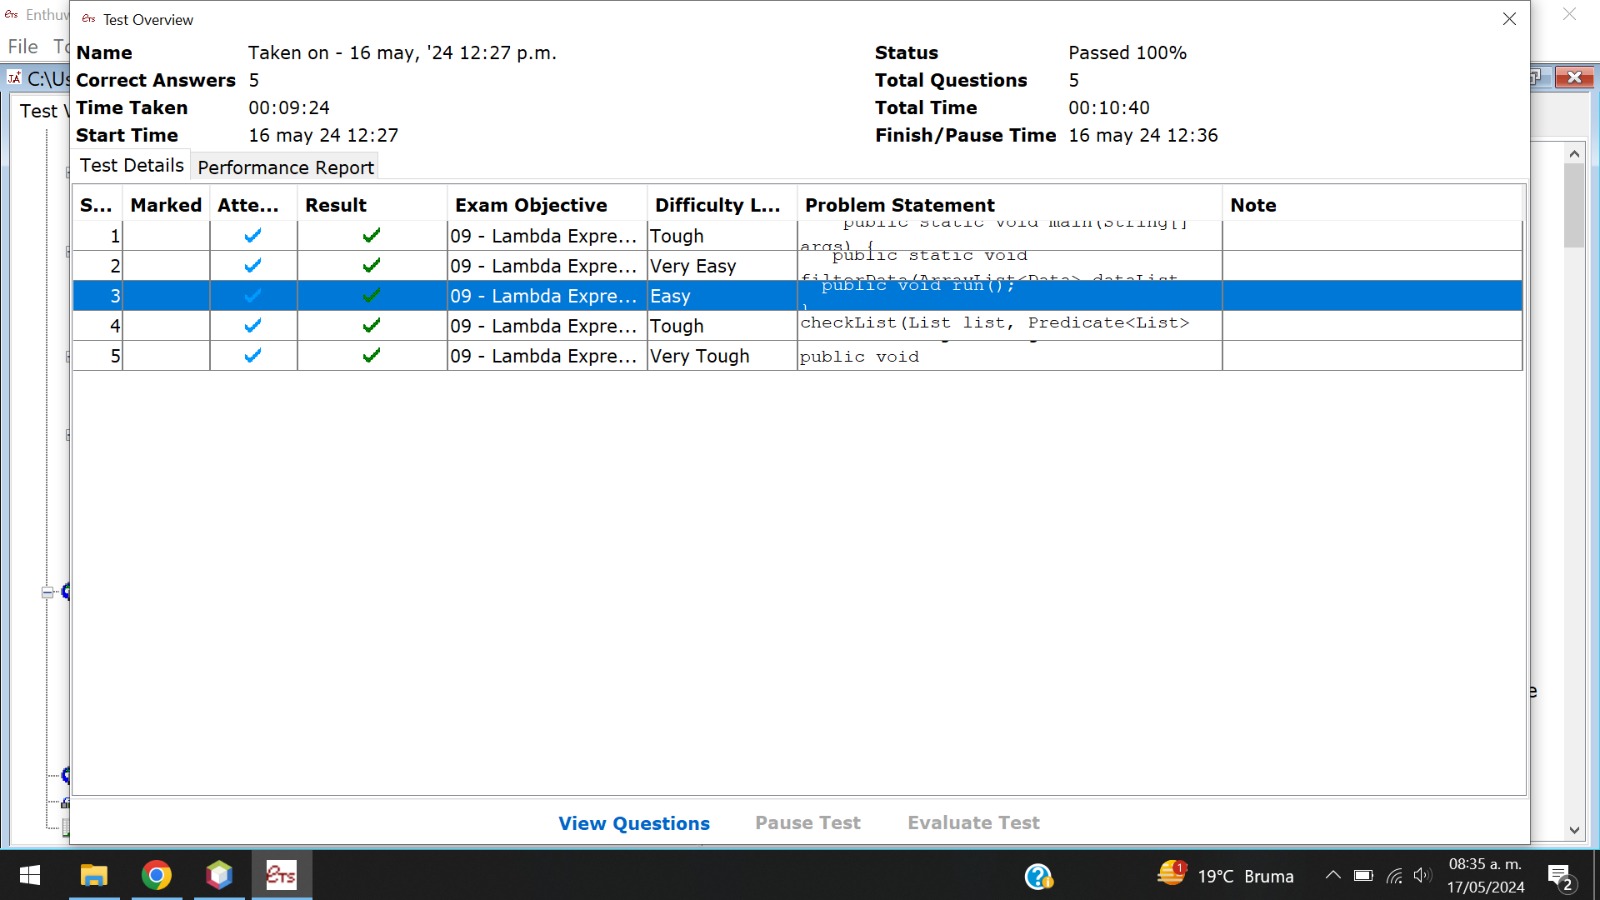 Enthuw
Test Overview
File
C:\Us
Test
Name Taken on - 16 may, '24 12:27 p.m. Status Passed 100%
Correct Answers 5 Total Questions 5
Time Taken 00:09:24 Total Time 00:10:40
Start Time 16 may 24 12:27 Finish/Pause Time 16 may 24 12:36
Test Details Performance Report
S... Marked Atte... Result Exam Objective Difficulty L... Problem Statement Note
1 09 - Lambda Expre... Tough public static void main(String[] args) {
2 09 - Lambda Expre... Very Easy public static void filterData(ArrayList<Data> dataList
3 09 - Lambda Expre... Easy public void run();
4 09 - Lambda Expre... Tough checkList(List list, Predicate<List>
5 09 - Lambda Expre... Very Tough public void
View Questions Pause Test Evaluate Test
ETS
1
19°C Bruma
08:35 a. m.
17/05/2024
2